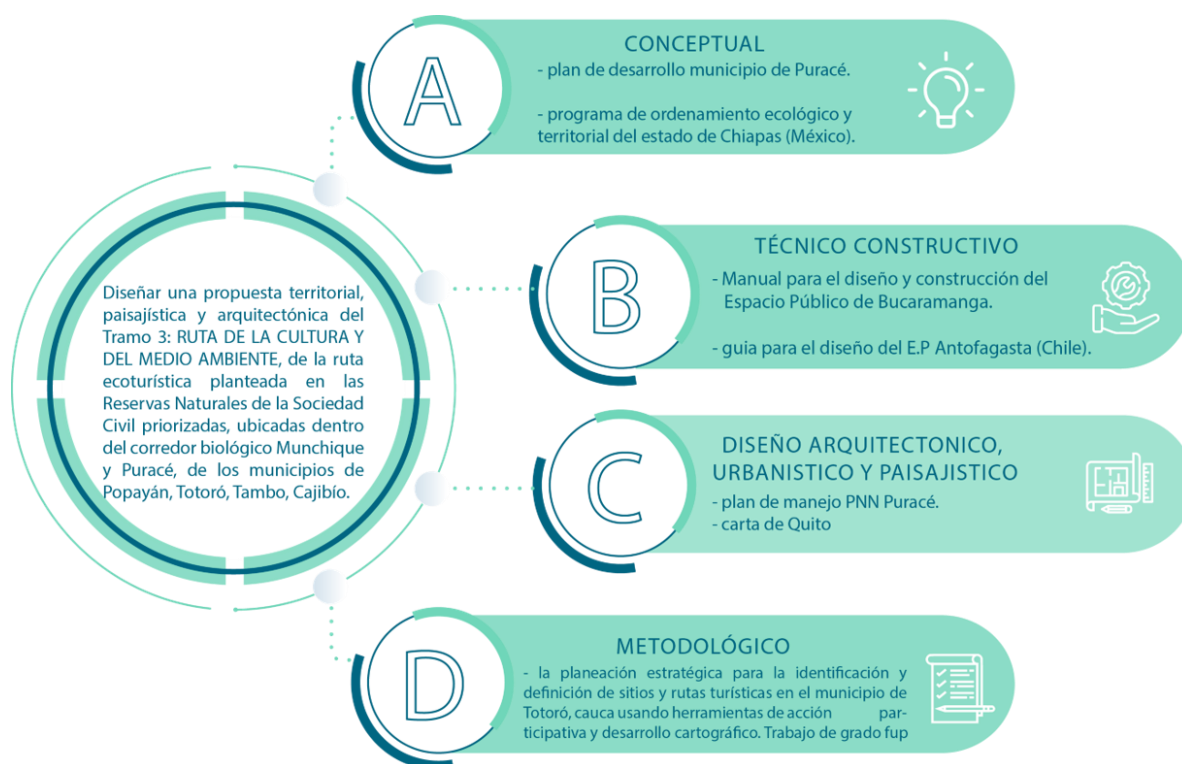 Diseñar una propuesta territorial,
paisajística y arquitectónica del
Tramo 3: RUTA DE LA CULTURA Y
DEL MEDIO AMBIENTE, de la ruta
ecoturística planteada en las
Reservas Naturales de la Sociedad
Civil priorizadas, ubicadas dentro
del corredor biológico Munchique
y Puracé, de los municipios de
Popayán, Totoró, Tambo, Cajibío.
A
CONCEPTUAL
- plan de desarrollo municipio de Puracé.
- programa de ordenamiento ecológico y
territorial del estado de Chiapas (México).
B
TÉCNICO CONSTRUCTIVO
- Manual para el diseño y construcción del
Espacio Público de Bucaramanga.
- guia para el diseño del E.P Antofagasta (Chile).
C
DISEÑO ARQUITECTONICO,
URBANISTICO Y PAISAJISTICO
- plan de manejo PNN Puracé.
- carta de Quito
D
METODOLÓGICO
- la planeación estratégica para la identificación y
definición de sitios y rutas turísticas en el municipio de
Totoró, cauca usando herramientas de acción par-
ticipativa y desarrollo cartográfico. Trabajo de grado fup